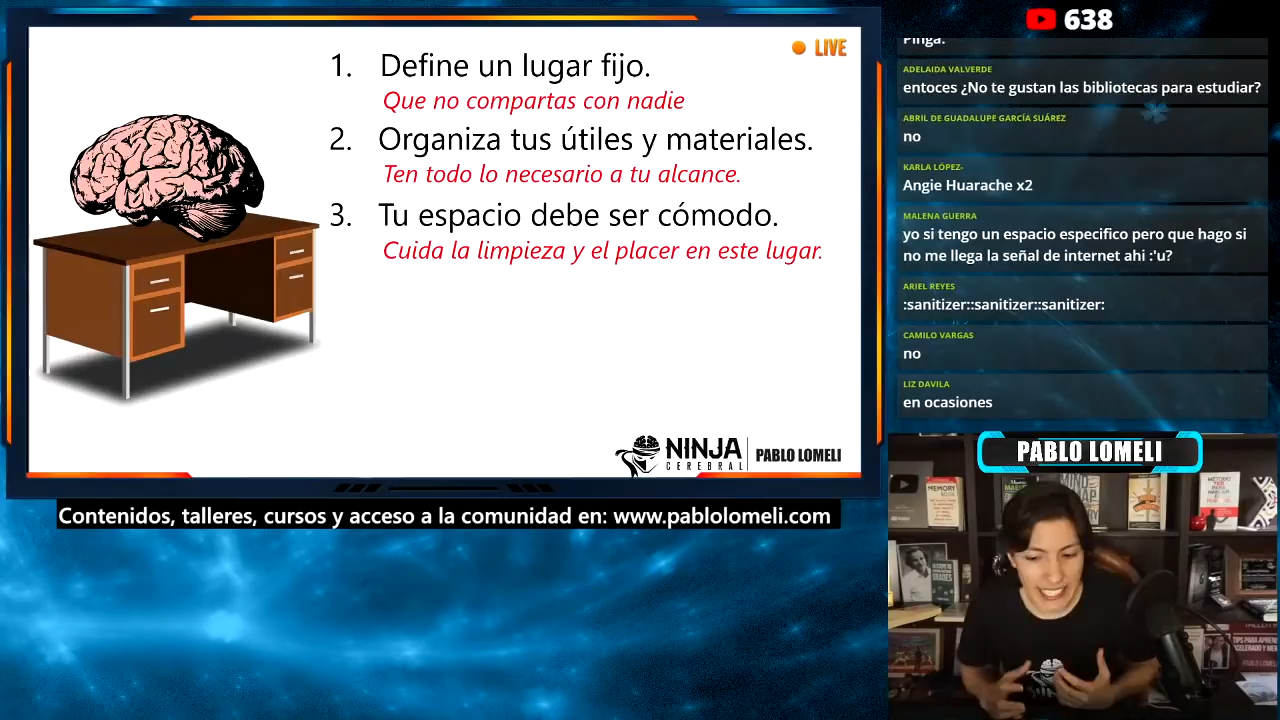 1. Define un lugar fijo.
Que no compartas con nadie
2. Organiza tus útiles y materiales.
Ten todo lo necesario a tu alcance.
3. Tu espacio debe ser cómodo.
Cuida la limpieza y el placer en este lugar.
LIVE
NINJA
CEREBRAL
PABLO LOMELI
Contenidos, talleres, cursos y acceso a la comunidad en: www.pablolomeli.com
638
Pinga.
ADELAIDA VALVERDE
entoces ¿No te gustan las bibliotecas para estudiar?
ABRIL DE GUADALUPE GARCÍA SUÁREZ
no
KARLA LÓPEZ-
Angie Huarache x2
MALENA GUERRA
yo si tengo un espacio especifico pero que hago si
no me llega la señal de internet ahi :'u?
ARIEL REYES
:sanitizer::sanitizer::sanitizer:
CAMILO VARGAS
no
LIZ DAVILA
en ocasiones
PABLO LOMELI
MEMORY
MIND
MAP